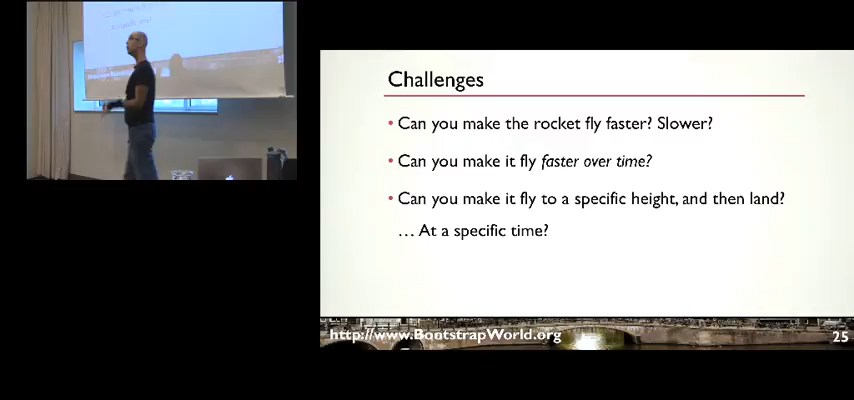 Challenges
• Can you make the rocket fly faster? Slower?
• Can you make it fly faster over time?
• Can you make it fly to a specific height, and then land?
… At a specific time?
http://www.BootstrapWorld.org
25